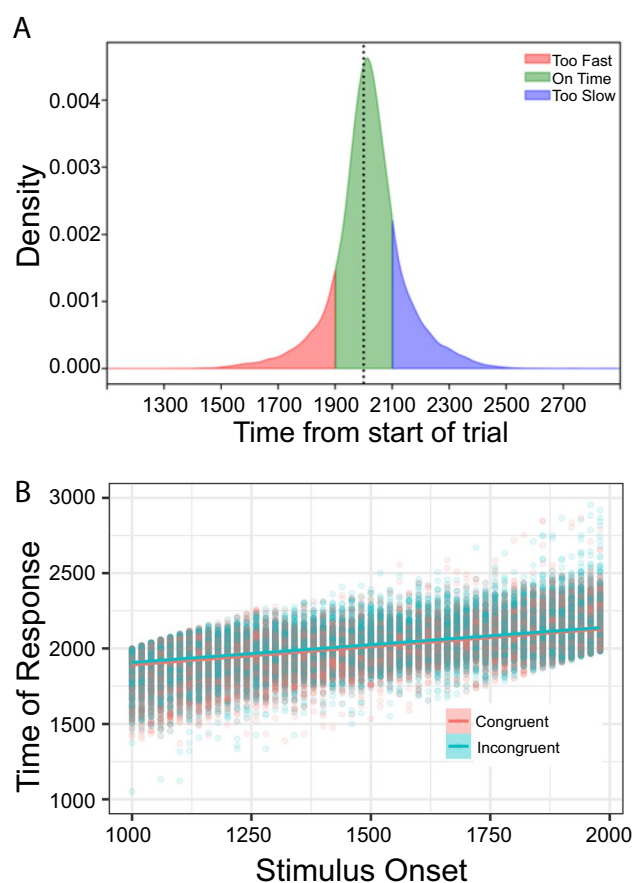 A
Too Fast
On Time
Too Slow
Density
0.004
0.003
0.002
0.001
0.000
1300 1500 1700 1900 2100 2300 2500 2700
Time from start of trial
B
Time of Response
3000
2500
2000
1500
1000
Congruent
Incongruent
1000 1250 1500 1750 2000
Stimulus Onset